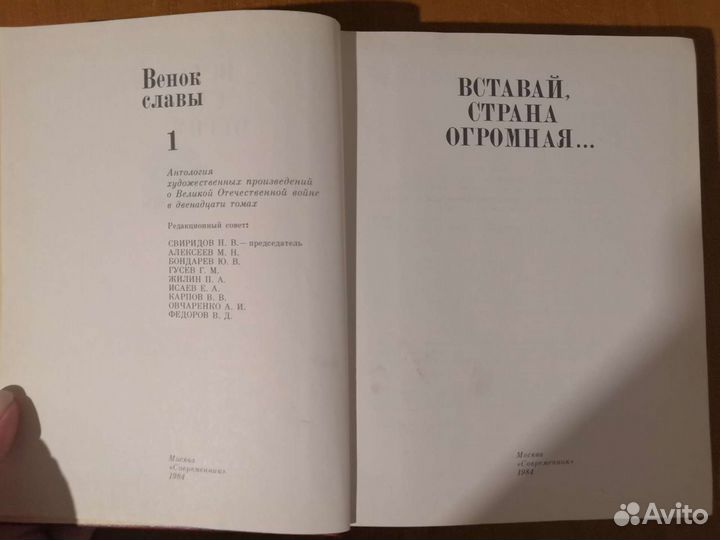 Венок
славы
1
Антология
художественных произведений
о Великой Отечественной войне
в двенадцати томах
Редакционный совет:
СВИРИДОВ Н. В.— председатель
АЛЕКСЕЕВ М. Н.
БОНДАРЕВ Ю. В.
ГУСЕВ Г. М.
ЖИЛИН П. А.
ИСАЕВ Е. А.
КАРПОВ В. В.
ОВЧАРЕНКО А. И.
ФЕДОРОВ В. Д.
Москва
«Современник»
1984
ВСТАВАЙ,
СТРАНА
ОГРОМНАЯ...
Москва
«Современник»
1984
Avito